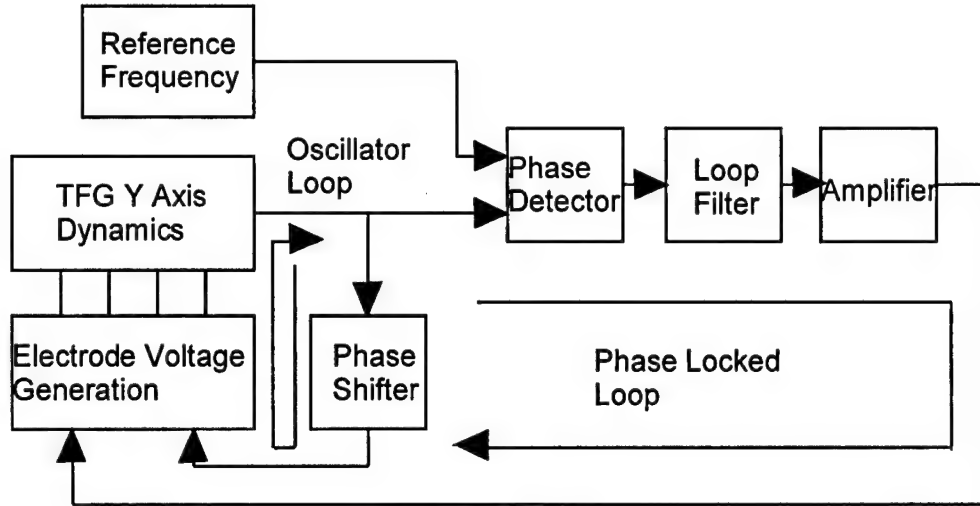 Reference
Frequency
Oscillator
Loop
TFG Y Axis
Dynamics
Phase
Detector
Loop
Filter
Amplifier
Electrode Voltage
Generation
Phase
Shifter
Phase Locked
Loop